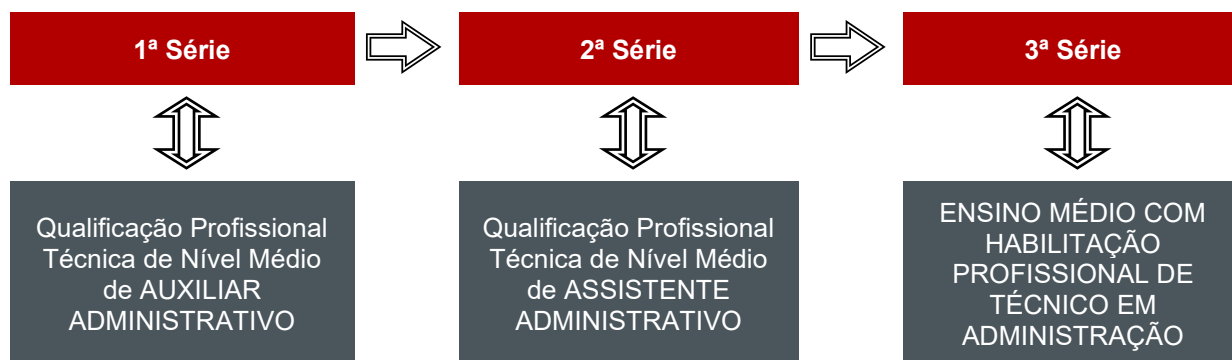 1ª Série
2ª Série
3ª Série
Qualificação Profissional
Técnica de Nível Médio
de AUXILIAR
ADMINISTRATIVO
Qualificação Profissional
Técnica de Nível Médio
de ASSISTENTE
ADMINISTRATIVO
ENSINO MÉDIO COM
HABILITAÇÃO
PROFISSIONAL DE
TÉCNICO EM
ADMINISTRAÇÃO